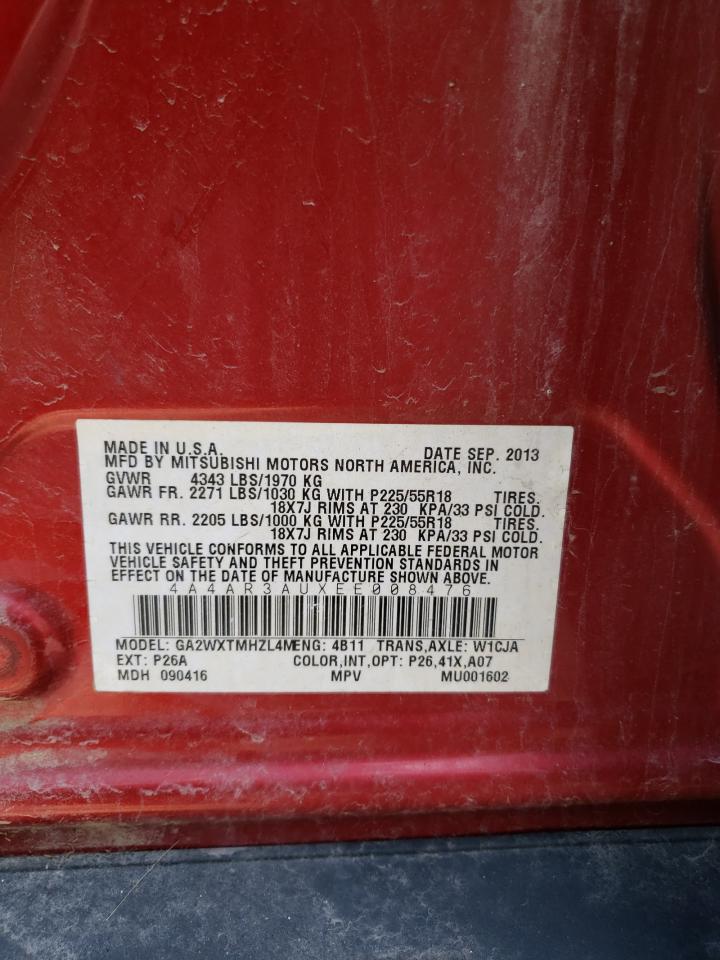 MADE IN U.S.A. DATE SEP. 2013
MFD BY MITSUBISHI MOTORS NORTH AMERICA, INC.
GVWR 4343 LBS/1970 KG
GAWR FR. 2271 LBS/1030 KG WITH P225/55R18 TIRES.
18X7J RIMS AT 230 KPA/33 PSI COLD.
GAWR RR. 2205 LBS/1000 KG WITH P225/55R18 TIRES.
18X7J RIMS AT 230 KPA/33 PSI COLD.
THIS VEHICLE CONFORMS TO ALL APPLICABLE FEDERAL MOTOR
VEHICLE SAFETY AND THEFT PREVENTION STANDARDS IN
EFFECT ON THE DATE OF MANUFACTURE SHOWN ABOVE.
4A4AR3AUXEE008476
MODEL: GA2WXTMHZL4M ENG: 4B11 TRANS,AXLE: W1CJA
EXT: P26A COLOR,INT,OPT: P26,41X,A07
MDH 090416 MPV MU001602